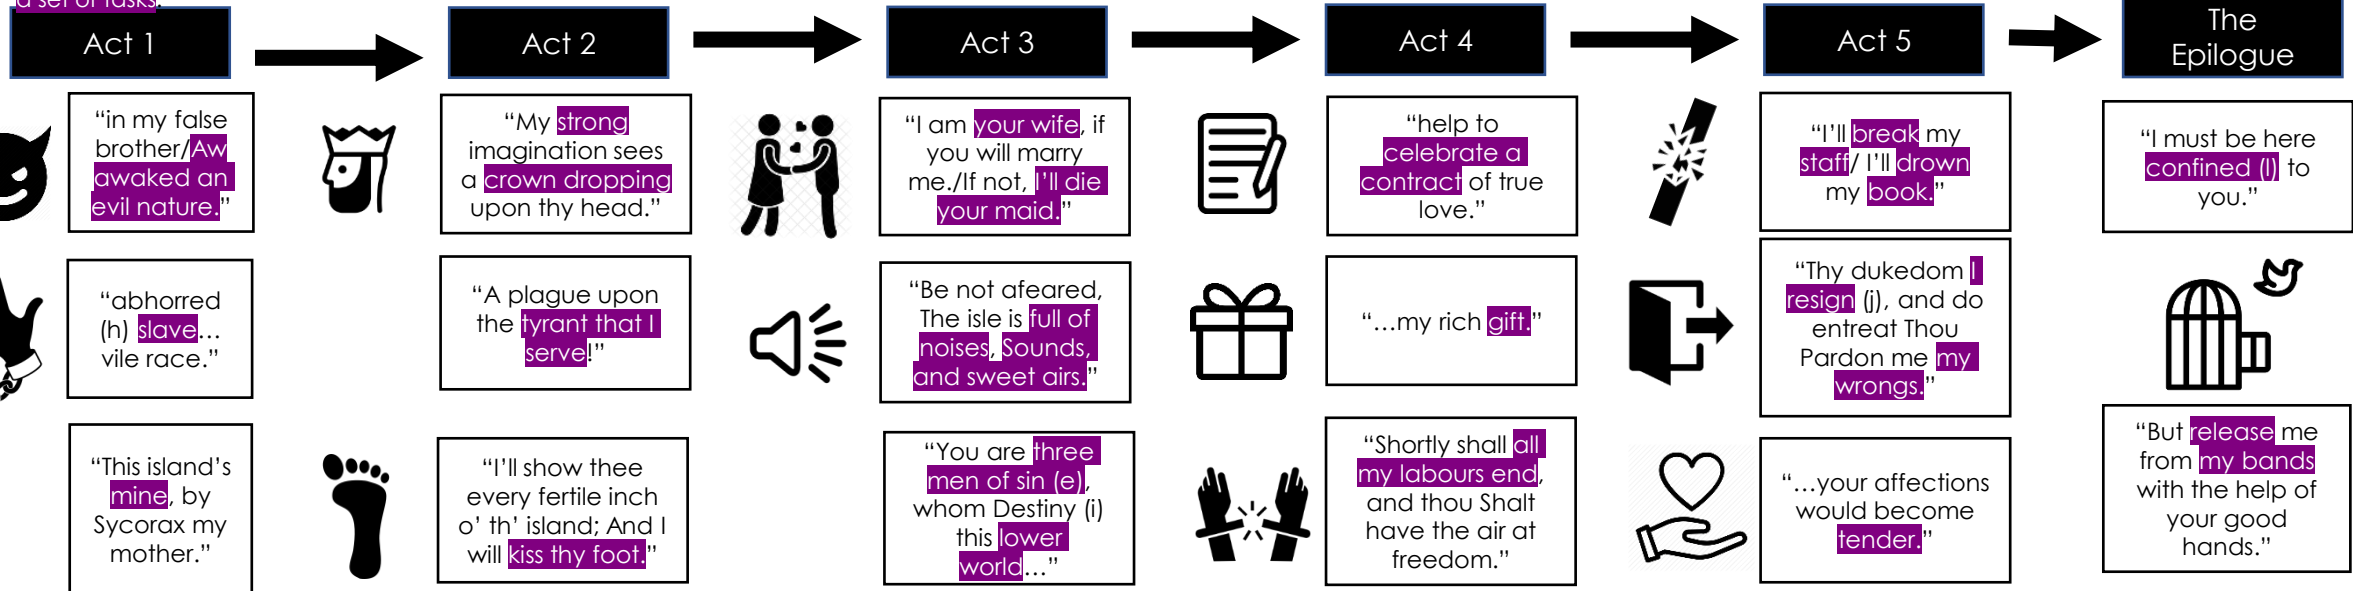 a set of tasks.
Act 1
Act 2
Act 3
Act 4
Act 5
The
Epilogue
“in my false
brother/Aw
awaked an
evil nature.”
“abhorred
(h) slave…
vile race.”
“This island’s
mine, by
Sycorax my
mother.”
“My strong
imagination sees
a crown dropping
upon thy head.”
“A plague upon
the tyrant that I
serve!”
“I’ll show thee
every fertile inch
o’ th’ island; And I
will kiss thy foot.”
“I am your wife, if
you will marry
me./If not, I’ll die
your maid.”
“Be not afeared,
The isle is full of
noises, Sounds,
and sweet airs.”
“You are three
men of sin (e),
whom Destiny (i)
this lower
world…”
“help to
celebrate a
contract of true
love.”
“…my rich gift.”
“Shortly shall all
my labours end,
and thou Shalt
have the air at
freedom.”
“I’ll break my
staff/ I’ll drown
my book.”
“Thy dukedom I
resign (j), and do
entreat Thou
Pardon me my
wrongs.”
“…your affections
would become
tender.”
“I must be here
confined (l) to
you.”
“But release me
from my bands
with the help of
your good
hands.”